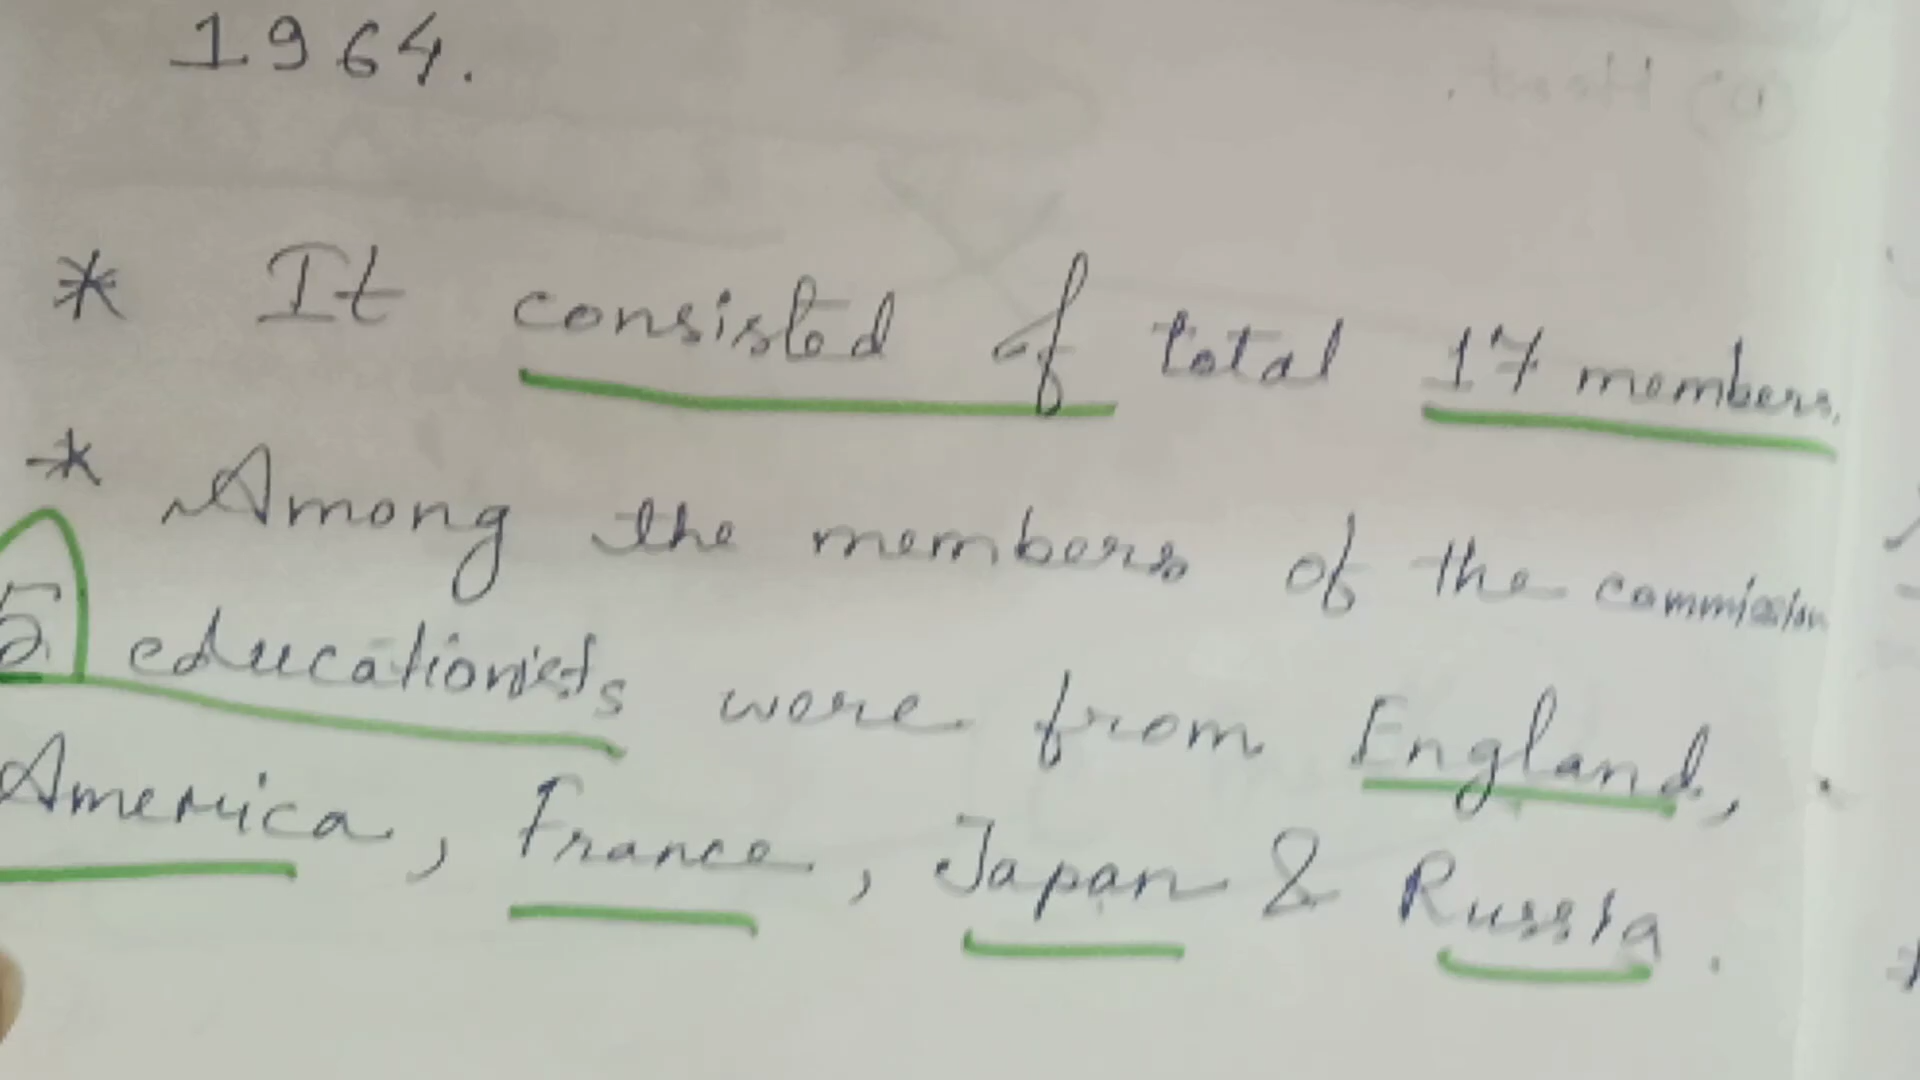 1964.
* It consisted of total 17 members.
* Among the members of the commission
5 educationists were from England,
America, France, Japan & Russia.